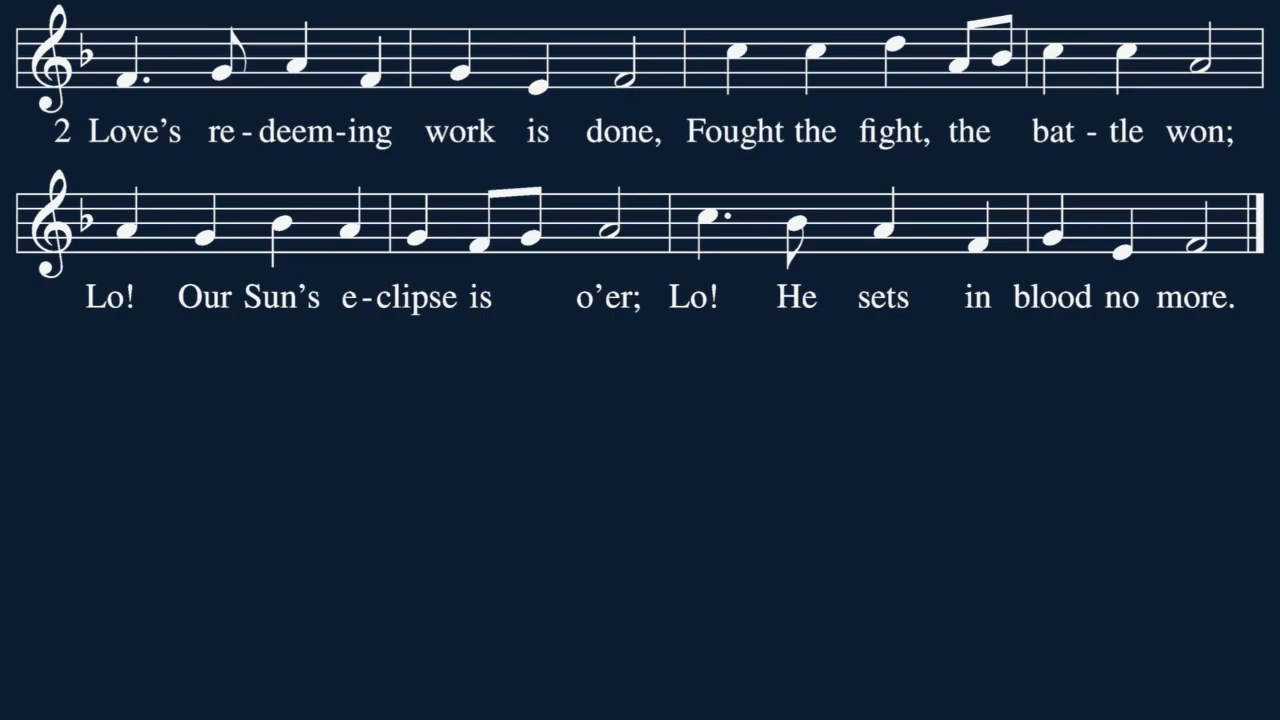 2 Love’s re - deem - ing work is done, Fought the fight, the bat - tle won;
Lo! Our Sun’s e - clipse is o’er; Lo! He sets in blood no more.